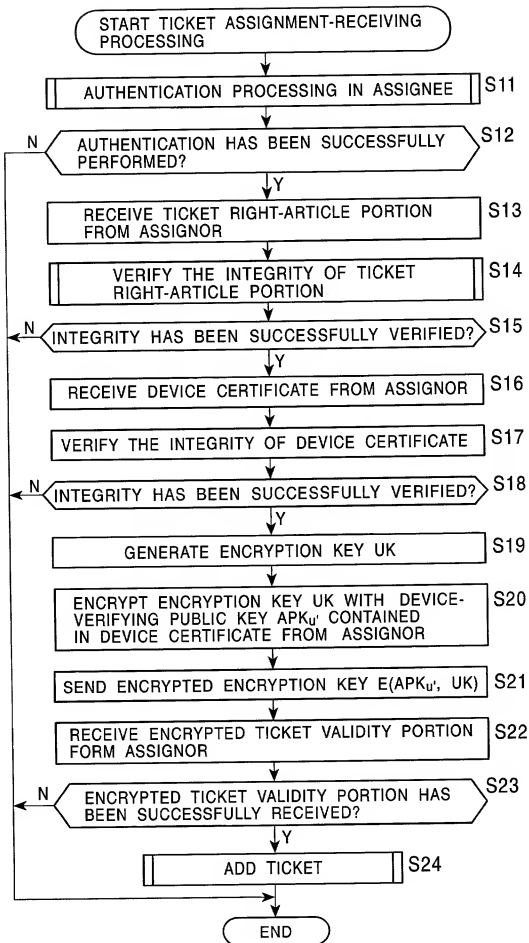 START TICKET ASSIGNMENT-RECEIVING
PROCESSING
AUTHENTICATION PROCESSING IN ASSIGNEE
S11
N
AUTHENTICATION HAS BEEN SUCCESSFULLY
PERFORMED?
S12
Y
RECEIVE TICKET RIGHT-ARTICLE PORTION
FROM ASSIGNOR
S13
VERIFY THE INTEGRITY OF TICKET
RIGHT-ARTICLE PORTION
S14
N
INTEGRITY HAS BEEN SUCCESSFULLY VERIFIED?
S15
Y
RECEIVE DEVICE CERTIFICATE FROM ASSIGNOR
S16
VERIFY THE INTEGRITY OF DEVICE CERTIFICATE
S17
N
INTEGRITY HAS BEEN SUCCESSFULLY VERIFIED?
S18
Y
GENERATE ENCRYPTION KEY UK
S19
ENCRYPT ENCRYPTION KEY UK WITH DEVICE-
VERIFYING PUBLIC KEY APKu' CONTAINED
IN DEVICE CERTIFICATE FROM ASSIGNOR
S20
SEND ENCRYPTED ENCRYPTION KEY E(APKu', UK)
S21
RECEIVE ENCRYPTED TICKET VALIDITY PORTION
FORM ASSIGNOR
S22
N
ENCRYPTED TICKET VALIDITY PORTION HAS
BEEN SUCCESSFULLY RECEIVED?
S23
Y
ADD TICKET
S24
END